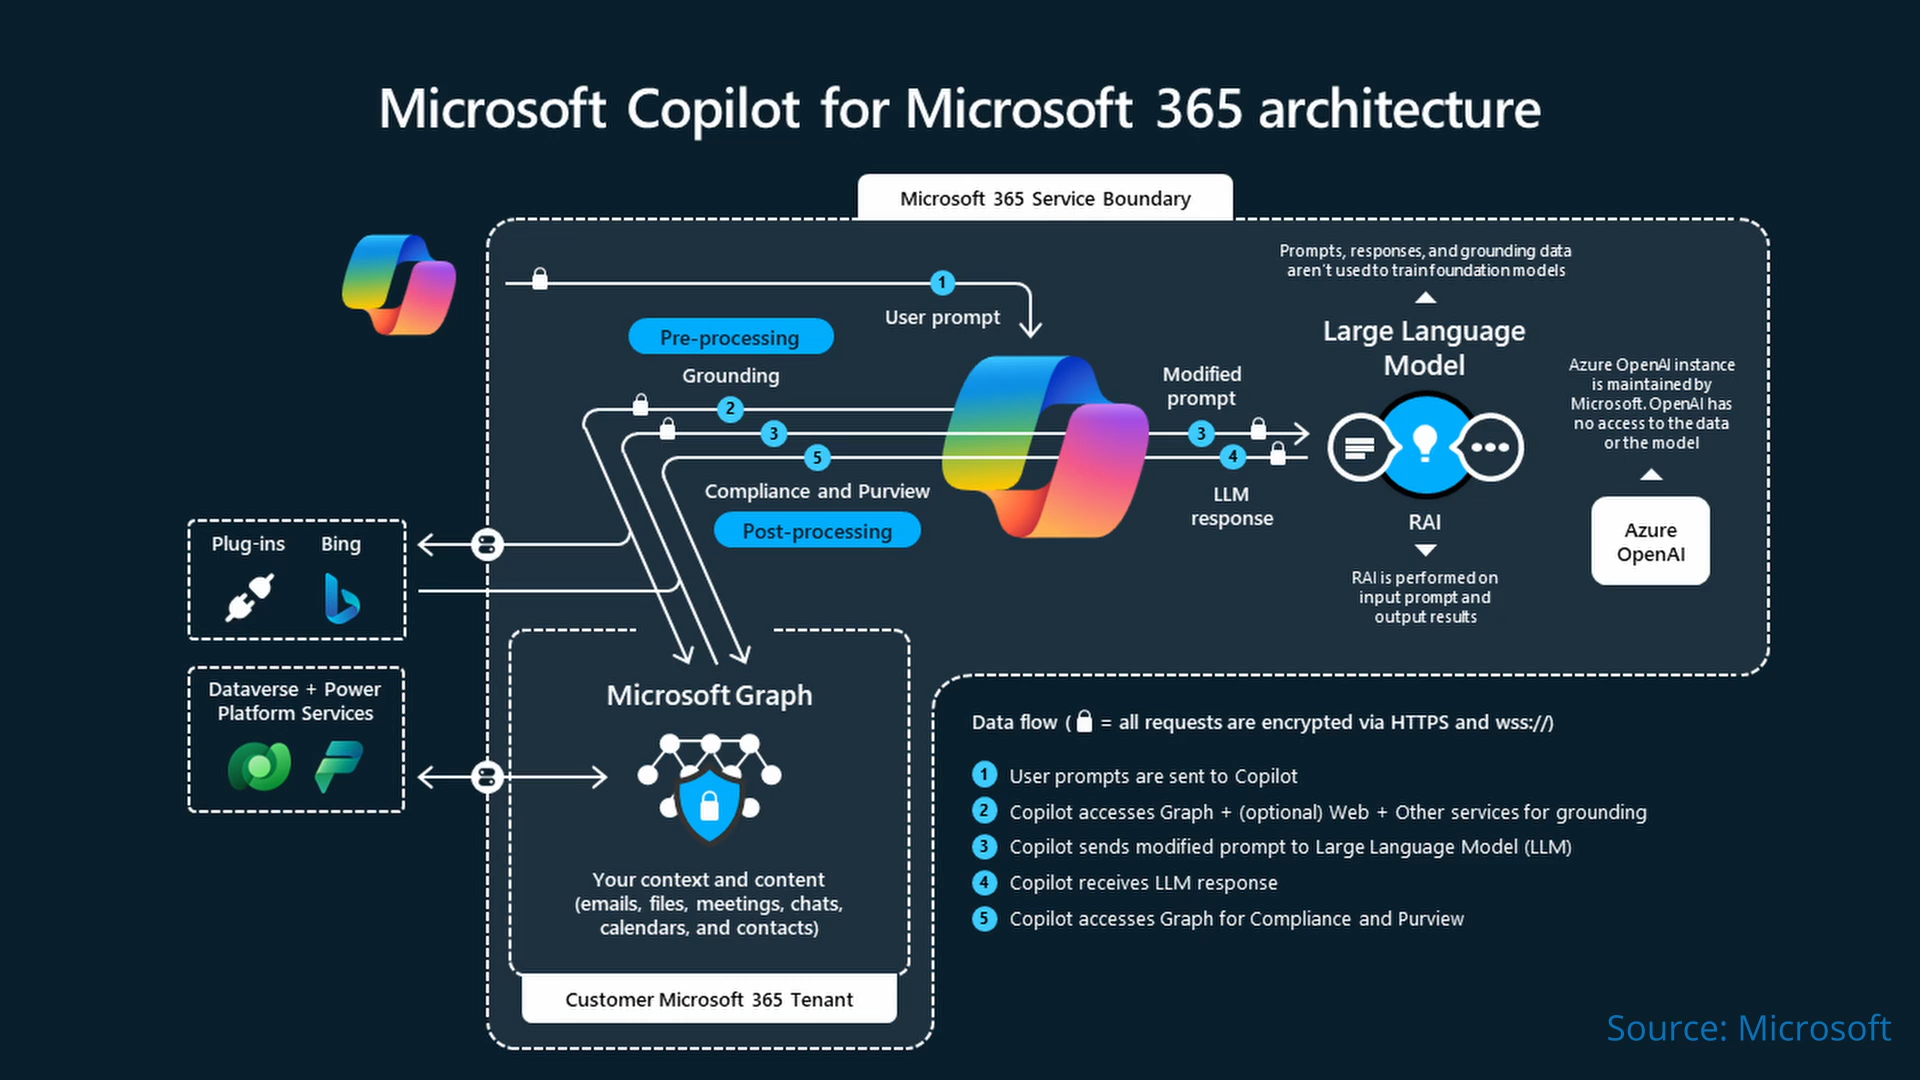 Microsoft Copilot for Microsoft 365 architecture
Microsoft 365 Service Boundary
Prompts, responses, and grounding data
aren't used to train foundation models
1
User prompt
Pre-processing
Grounding
2
3
5
Compliance and Purview
Post-processing
Modified
prompt
3
4
LLM
response
Large Language
Model
RAI
RAI is performed on
input prompt and
output results
Azure OpenAI instance
is maintained by
Microsoft. OpenAI has
no access to the data
or the model
Azure
OpenAI
Plug-ins Bing
Dataverse + Power
Platform Services
Microsoft Graph
Your context and content
(emails, files, meetings, chats,
calendars, and contacts)
Customer Microsoft 365 Tenant
Data flow ( = all requests are encrypted via HTTPS and wss://)
1 User prompts are sent to Copilot
2 Copilot accesses Graph + (optional) Web + Other services for grounding
3 Copilot sends modified prompt to Large Language Model (LLM)
4 Copilot receives LLM response
5 Copilot accesses Graph for Compliance and Purview
Source: Microsoft